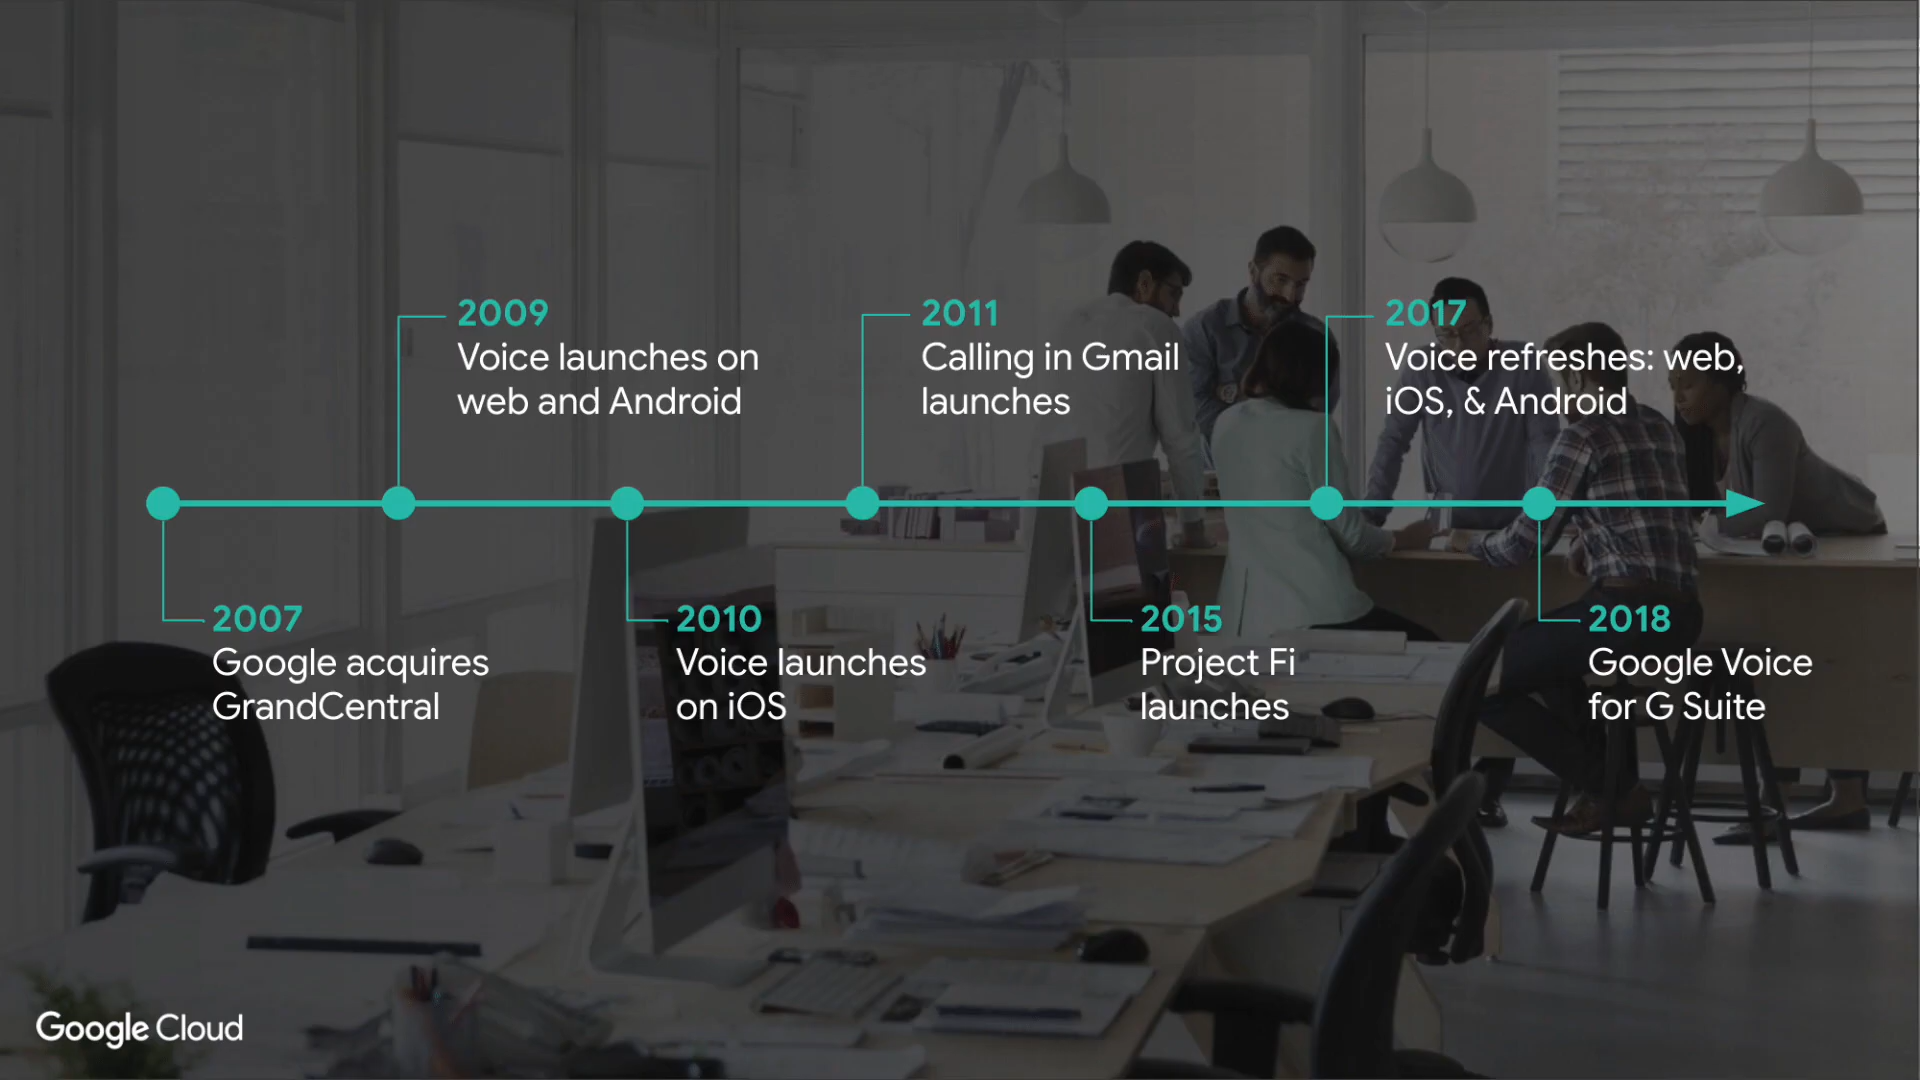 2009
Voice launches on
web and Android
2011
Calling in Gmail
launches
2017
Voice refreshes: web,
iOS, & Android
2007
Google acquires
GrandCentral
2010
Voice launches
on iOS
2015
Project Fi
launches
2018
Google Voice
for G Suite
Google Cloud